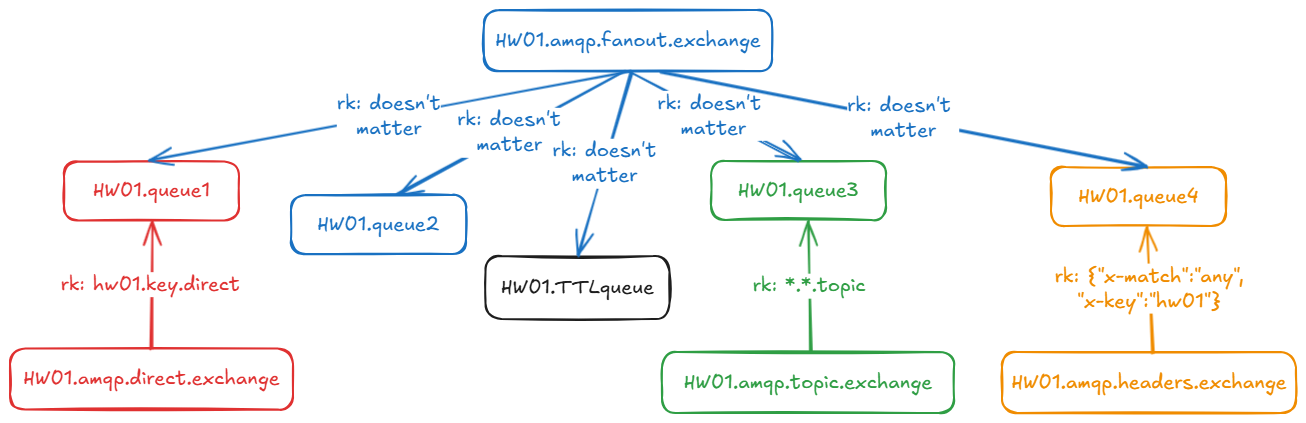 HW01.amqp.fanout.exchange
rk: doesn't
matter
rk: doesn't
matter
rk: doesn't
matter
rk: doesn't
matter
rk: doesn't
matter
HW01.queue1
HW01.queue2
HW01.TTLqueue
HW01.queue3
HW01.queue4
rk: hw01.key.direct
rk: *.*.topic
rk: {"x-match":"any",
"x-key":"hw01"}
HW01.amqp.direct.exchange
HW01.amqp.topic.exchange
HW01.amqp.headers.exchange